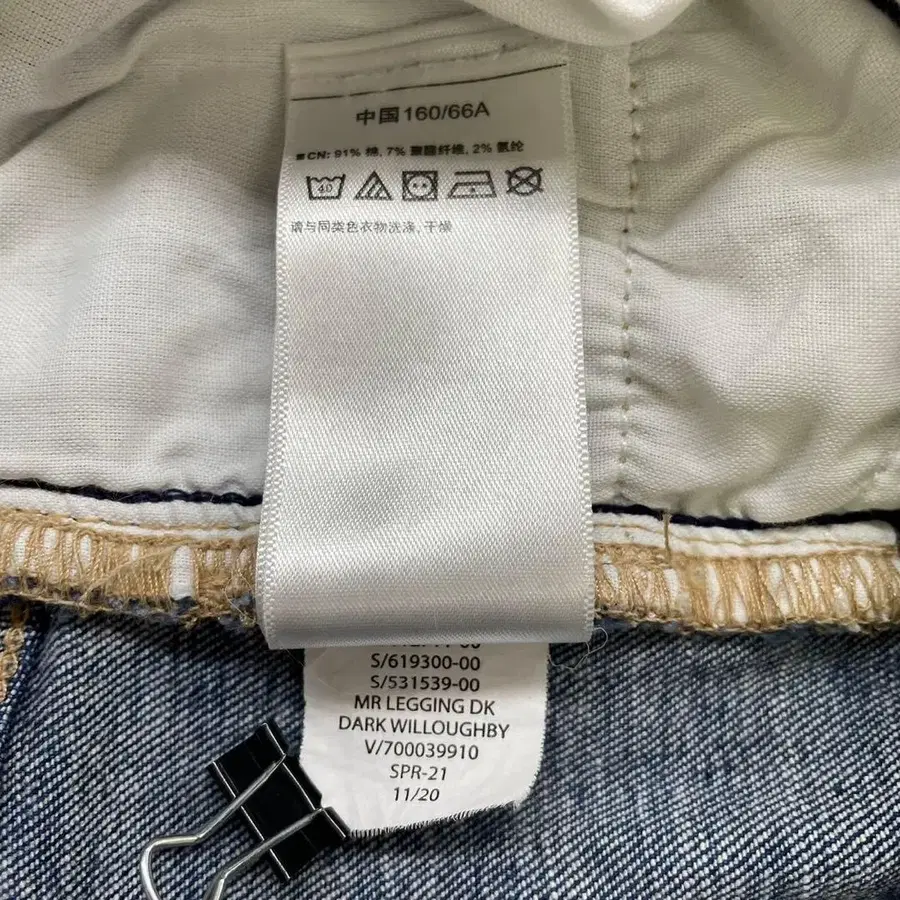 中国 160/66A
CN: 91% 棉, 7% 聚酯纤维, 2% 氨纶
40
请与同类色衣物洗涤, 干燥
S/619300-00
S/531539-00
MR LEGGING DK
DARK WILLOUGHBY
V/700039910
SPR-21
11/20